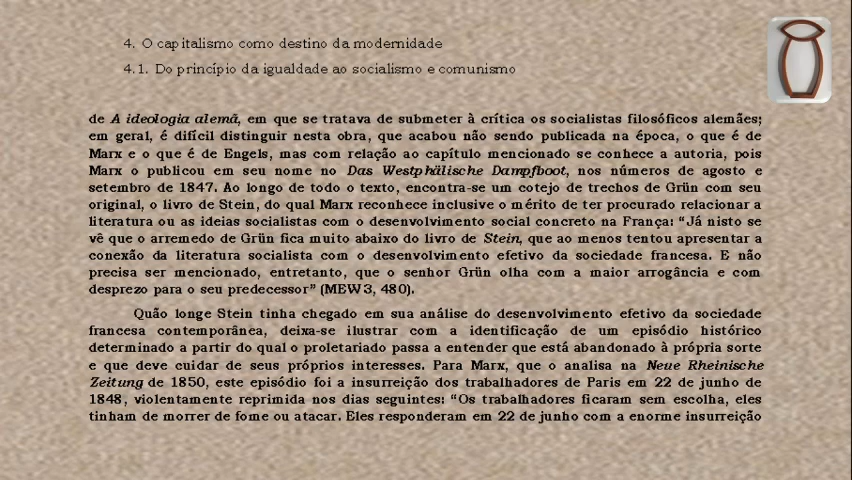 4. O capitalismo como destino da modernidade
4.1. Do princípio da igualdade ao socialismo e comunismo
de A ideologia alemã, em que se tratava de submeter à crítica os socialistas filosóficos alemães;
em geral, é difícil distinguir nesta obra, que acabou não sendo publicada na época, o que é de
Marx e o que é de Engels, mas com relação ao capítulo mencionado se conhece a autoria, pois
Marx o publicou em seu nome no Das Westphälische Dampfboot, nos números de agosto e
setembro de 1847. Ao longo de todo o texto, encontra-se um cotejo de trechos de Grün com seu
original, o livro de Stein, do qual Marx reconhece inclusive o mérito de ter procurado relacionar a
literatura ou as ideias socialistas com o desenvolvimento social concreto na França: “Já nisto se
vê que o arremedo de Grün fica muito abaixo do livro de Stein, que ao menos tentou apresentar a
conexão da literatura socialista com o desenvolvimento efetivo da sociedade francesa. E não
precisa ser mencionado, entretanto, que o senhor Grün olha com a maior arrogância e com
desprezo para o seu predecessor” (MEW 3, 480).
Quão longe Stein tinha chegado em sua análise do desenvolvimento efetivo da sociedade
francesa contemporânea, deixa-se ilustrar com a identificação de um episódio histórico
determinado a partir do qual o proletariado passa a entender que está abandonado à própria sorte
e que deve cuidar de seus próprios interesses. Para Marx, que o analisa na Neue Rheinische
Zeitung de 1850, este episódio foi a insurreição dos trabalhadores de Paris em 22 de junho de
1848, violentamente reprimida nos dias seguintes: “Os trabalhadores ficaram sem escolha, eles
tinham de morrer de fome ou atacar. Eles responderam em 22 de junho com a enorme insurreição